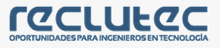 reclutec
OPORTUNIDADES PARA INGENIEROS EN TECNOLOGÍA